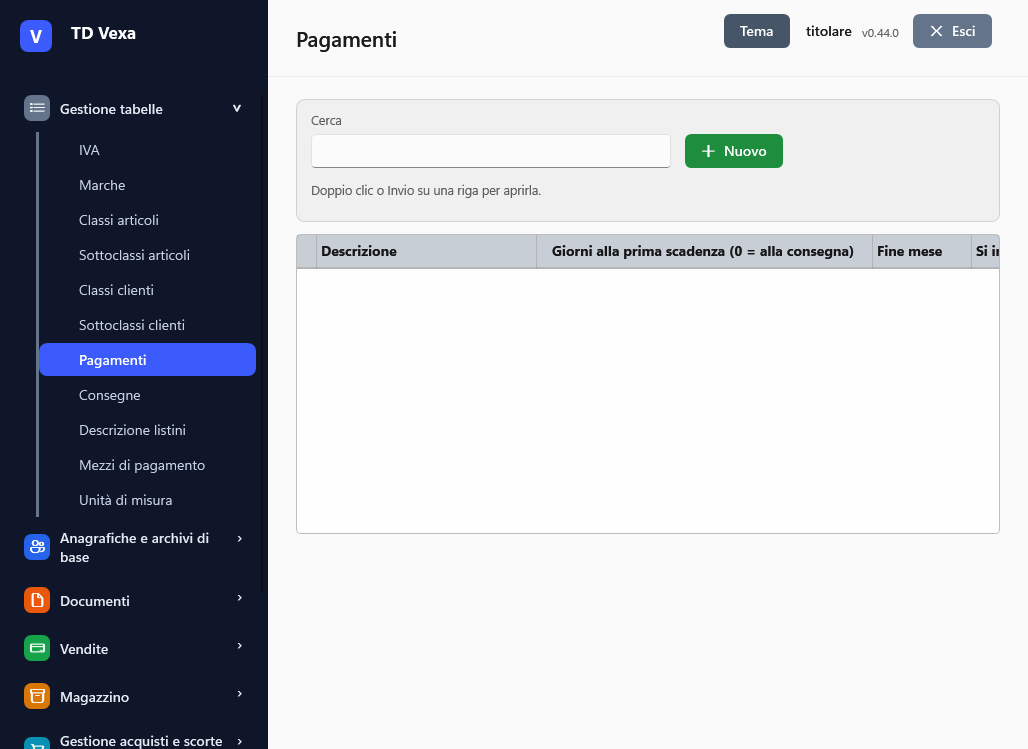 V
TD Vexa
Pagamenti
Tema
titolare
v0.44.0
Esci
Gestione tabelle
IVA
Marche
Classi articoli
Sottoclassi articoli
Classi clienti
Sottoclassi clienti
Pagamenti
Consegne
Descrizione listini
Mezzi di pagamento
Unità di misura
Anagrafiche e archivi di
base
Documenti
Vendite
Magazzino
Gestione acquisti e scorte
Cerca
Nuovo
Doppio clic o Invio su una riga per aprirla.
Descrizione
Giorni alla prima scadenza (0 = alla consegna)
Fine mese
Si